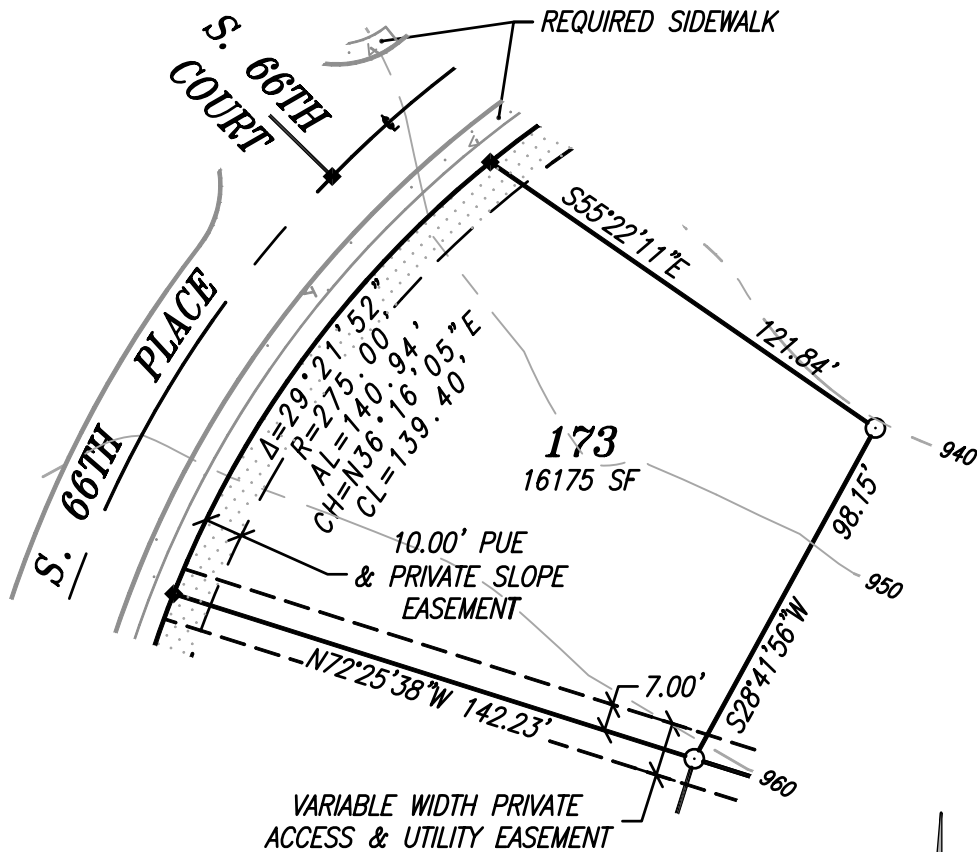 REQUIRED SIDEWALK
S. 66TH
COURT
S55°22'11"E
121.84'
S. 66TH PLACE
Δ=29°21'52"
R=275.00'
AL=140.94'
CH=N36°16'05"E
CL=139.40'
173
16175 SF
940
98.15'
10.00' PUE
& PRIVATE SLOPE
EASEMENT
950
S28°41'56"W
N72°25'38"W 142.23'
7.00'
960
VARIABLE WIDTH PRIVATE
ACCESS & UTILITY EASEMENT